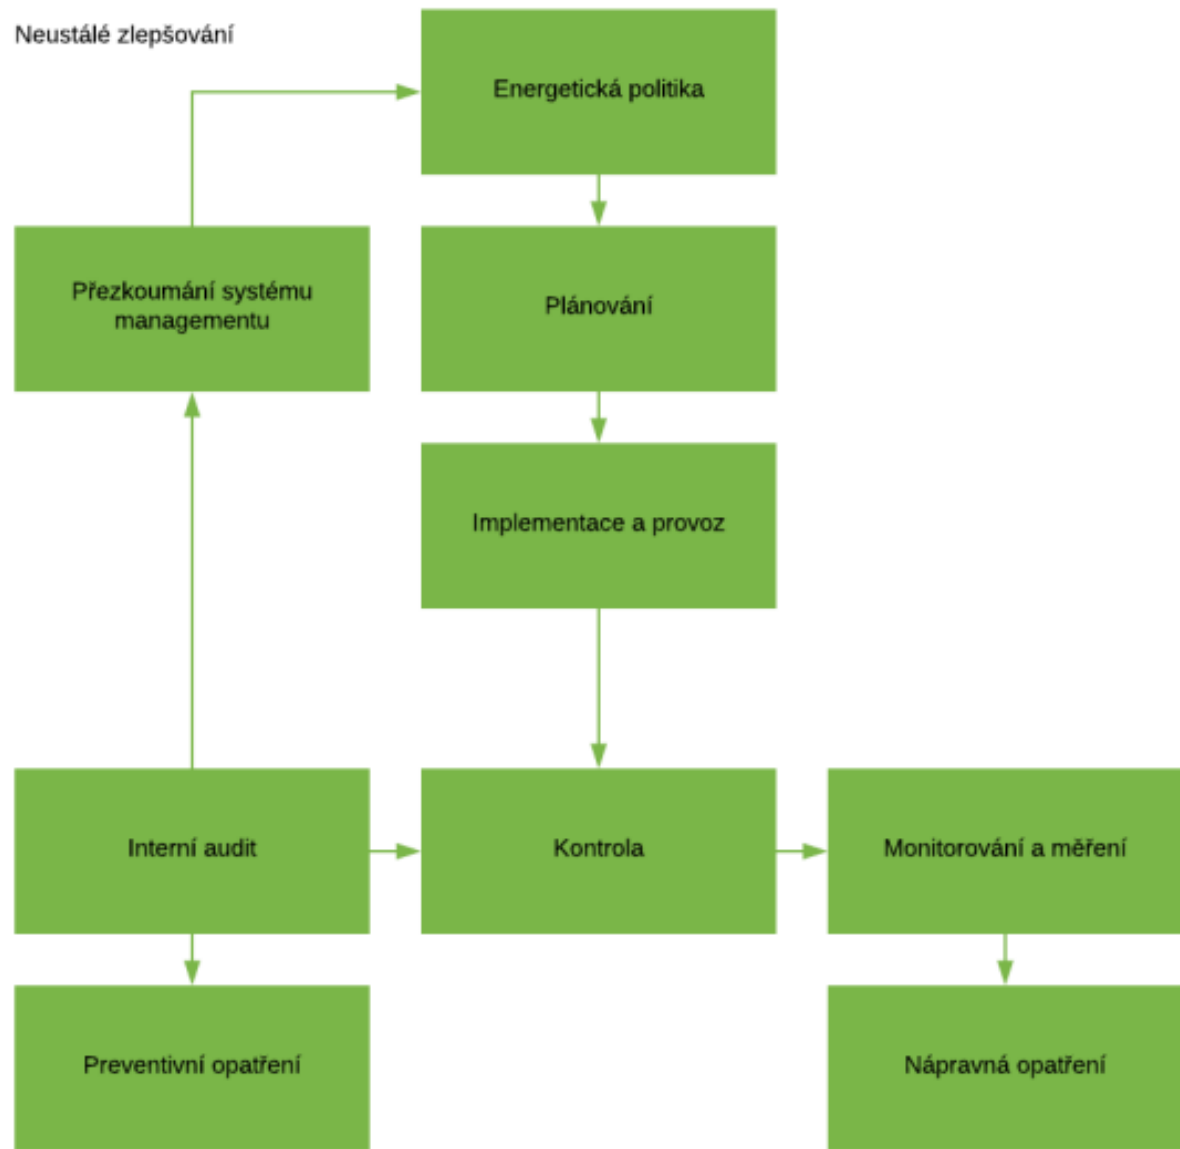 Neustálé zlepšování
Energetická politika
Přezkoumání systému
managementu
Plánování
Implementace a provoz
Interní audit
Kontrola
Monitorování a měření
Preventivní opatření
Nápravná opatření